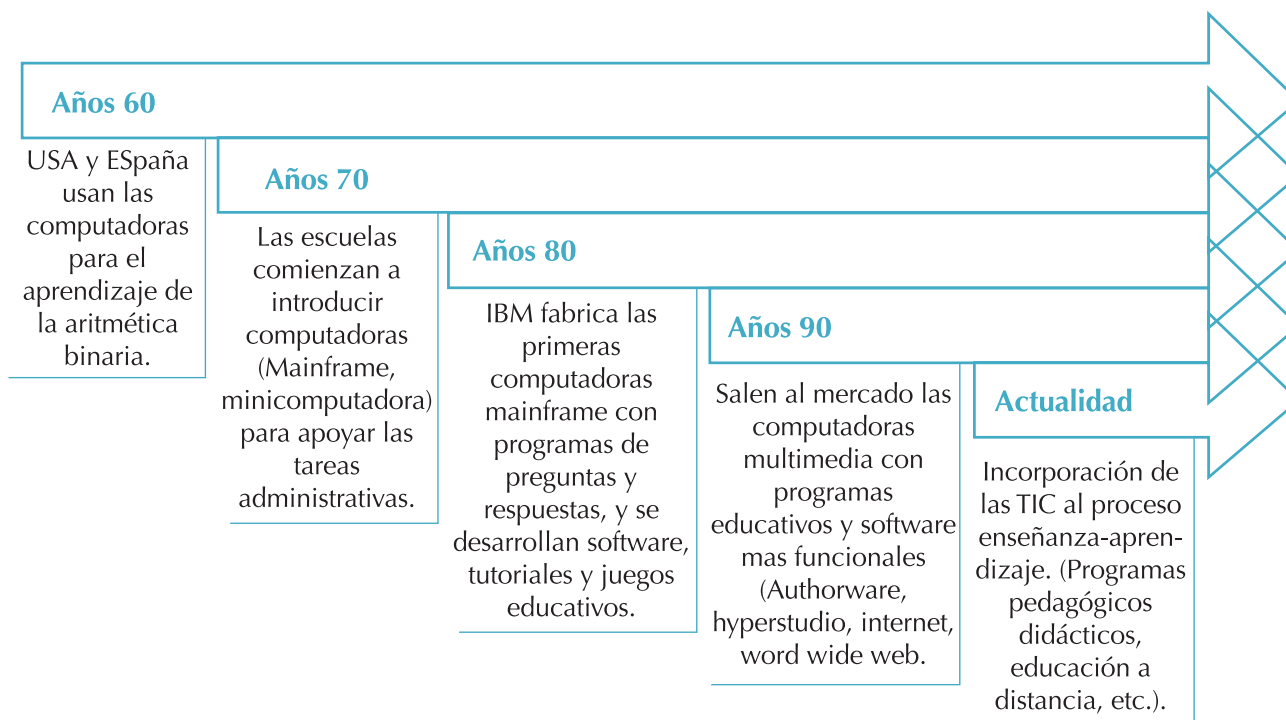 Años 60
USA y ESpaña
usan las
computadoras
para el
aprendizaje de
la aritmética
binaria.
Años 70
Las escuelas
comienzan a
introducir
computadoras
(Mainframe,
minicomputadora)
para apoyar las
tareas
administrativas.
Años 80
IBM fabrica las
primeras
computadoras
mainframe con
programas de
preguntas y
respuestas, y se
desarrollan software,
tutoriales y juegos
educativos.
Años 90
Salen al mercado las
computadoras
multimedia con
programas
educativos y software
mas funcionales
(Authorware,
hyperstudio, internet,
word wide web.
Actualidad
Incorporación de
las TIC al proceso
enseñanza-apren-
dizaje. (Programas
pedagógicos
didácticos,
educación a
distancia, etc.).